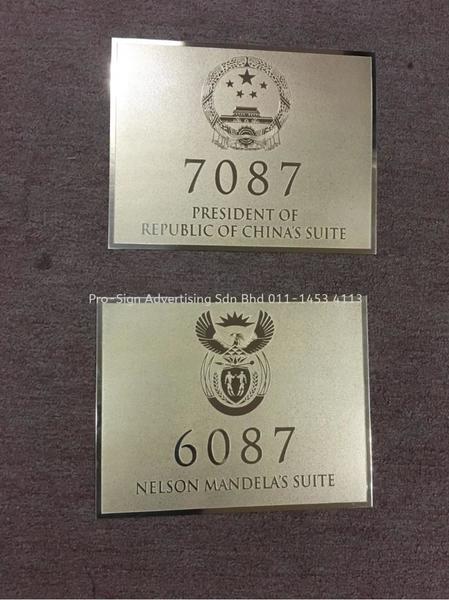 7087
PRESIDENT OF
REPUBLIC OF CHINA'S SUITE
Pro-Sign Advertising Sdn Bhd 011-1453 4113
6087
NELSON MANDELA'S SUITE